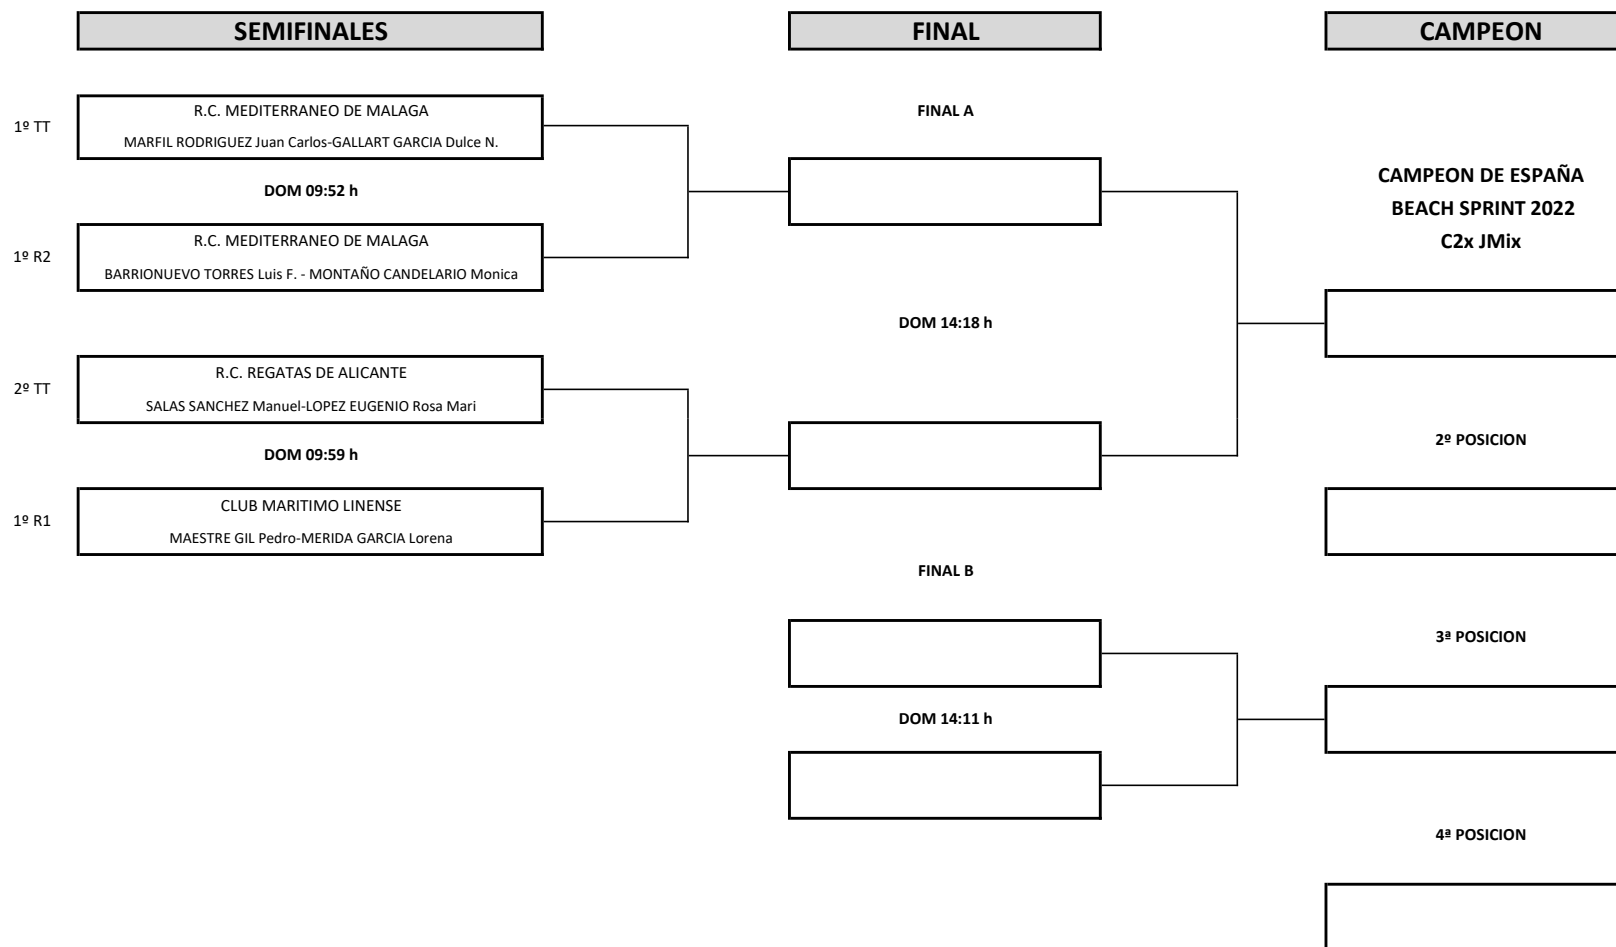 SEMIFINALES
FINAL
CAMPEON
1º TT
R.C. MEDITERRANEO DE MALAGA
MARFIL RODRIGUEZ Juan Carlos-GALLART GARCIA Dulce N.
DOM 09:52 h
1º R2
R.C. MEDITERRANEO DE MALAGA
BARRIONUEVO TORRES Luis F. - MONTAÑO CANDELARIO Monica
2º TT
R.C. REGATAS DE ALICANTE
SALAS SANCHEZ Manuel-LOPEZ EUGENIO Rosa Mari
DOM 09:59 h
1º R1
CLUB MARITIMO LINENSE
MAESTRE GIL Pedro-MERIDA GARCIA Lorena
FINAL A
DOM 14:18 h
FINAL B
DOM 14:11 h
CAMPEON DE ESPAÑA
BEACH SPRINT 2022
C2x JMix
2º POSICION
3ª POSICION
4ª POSICION